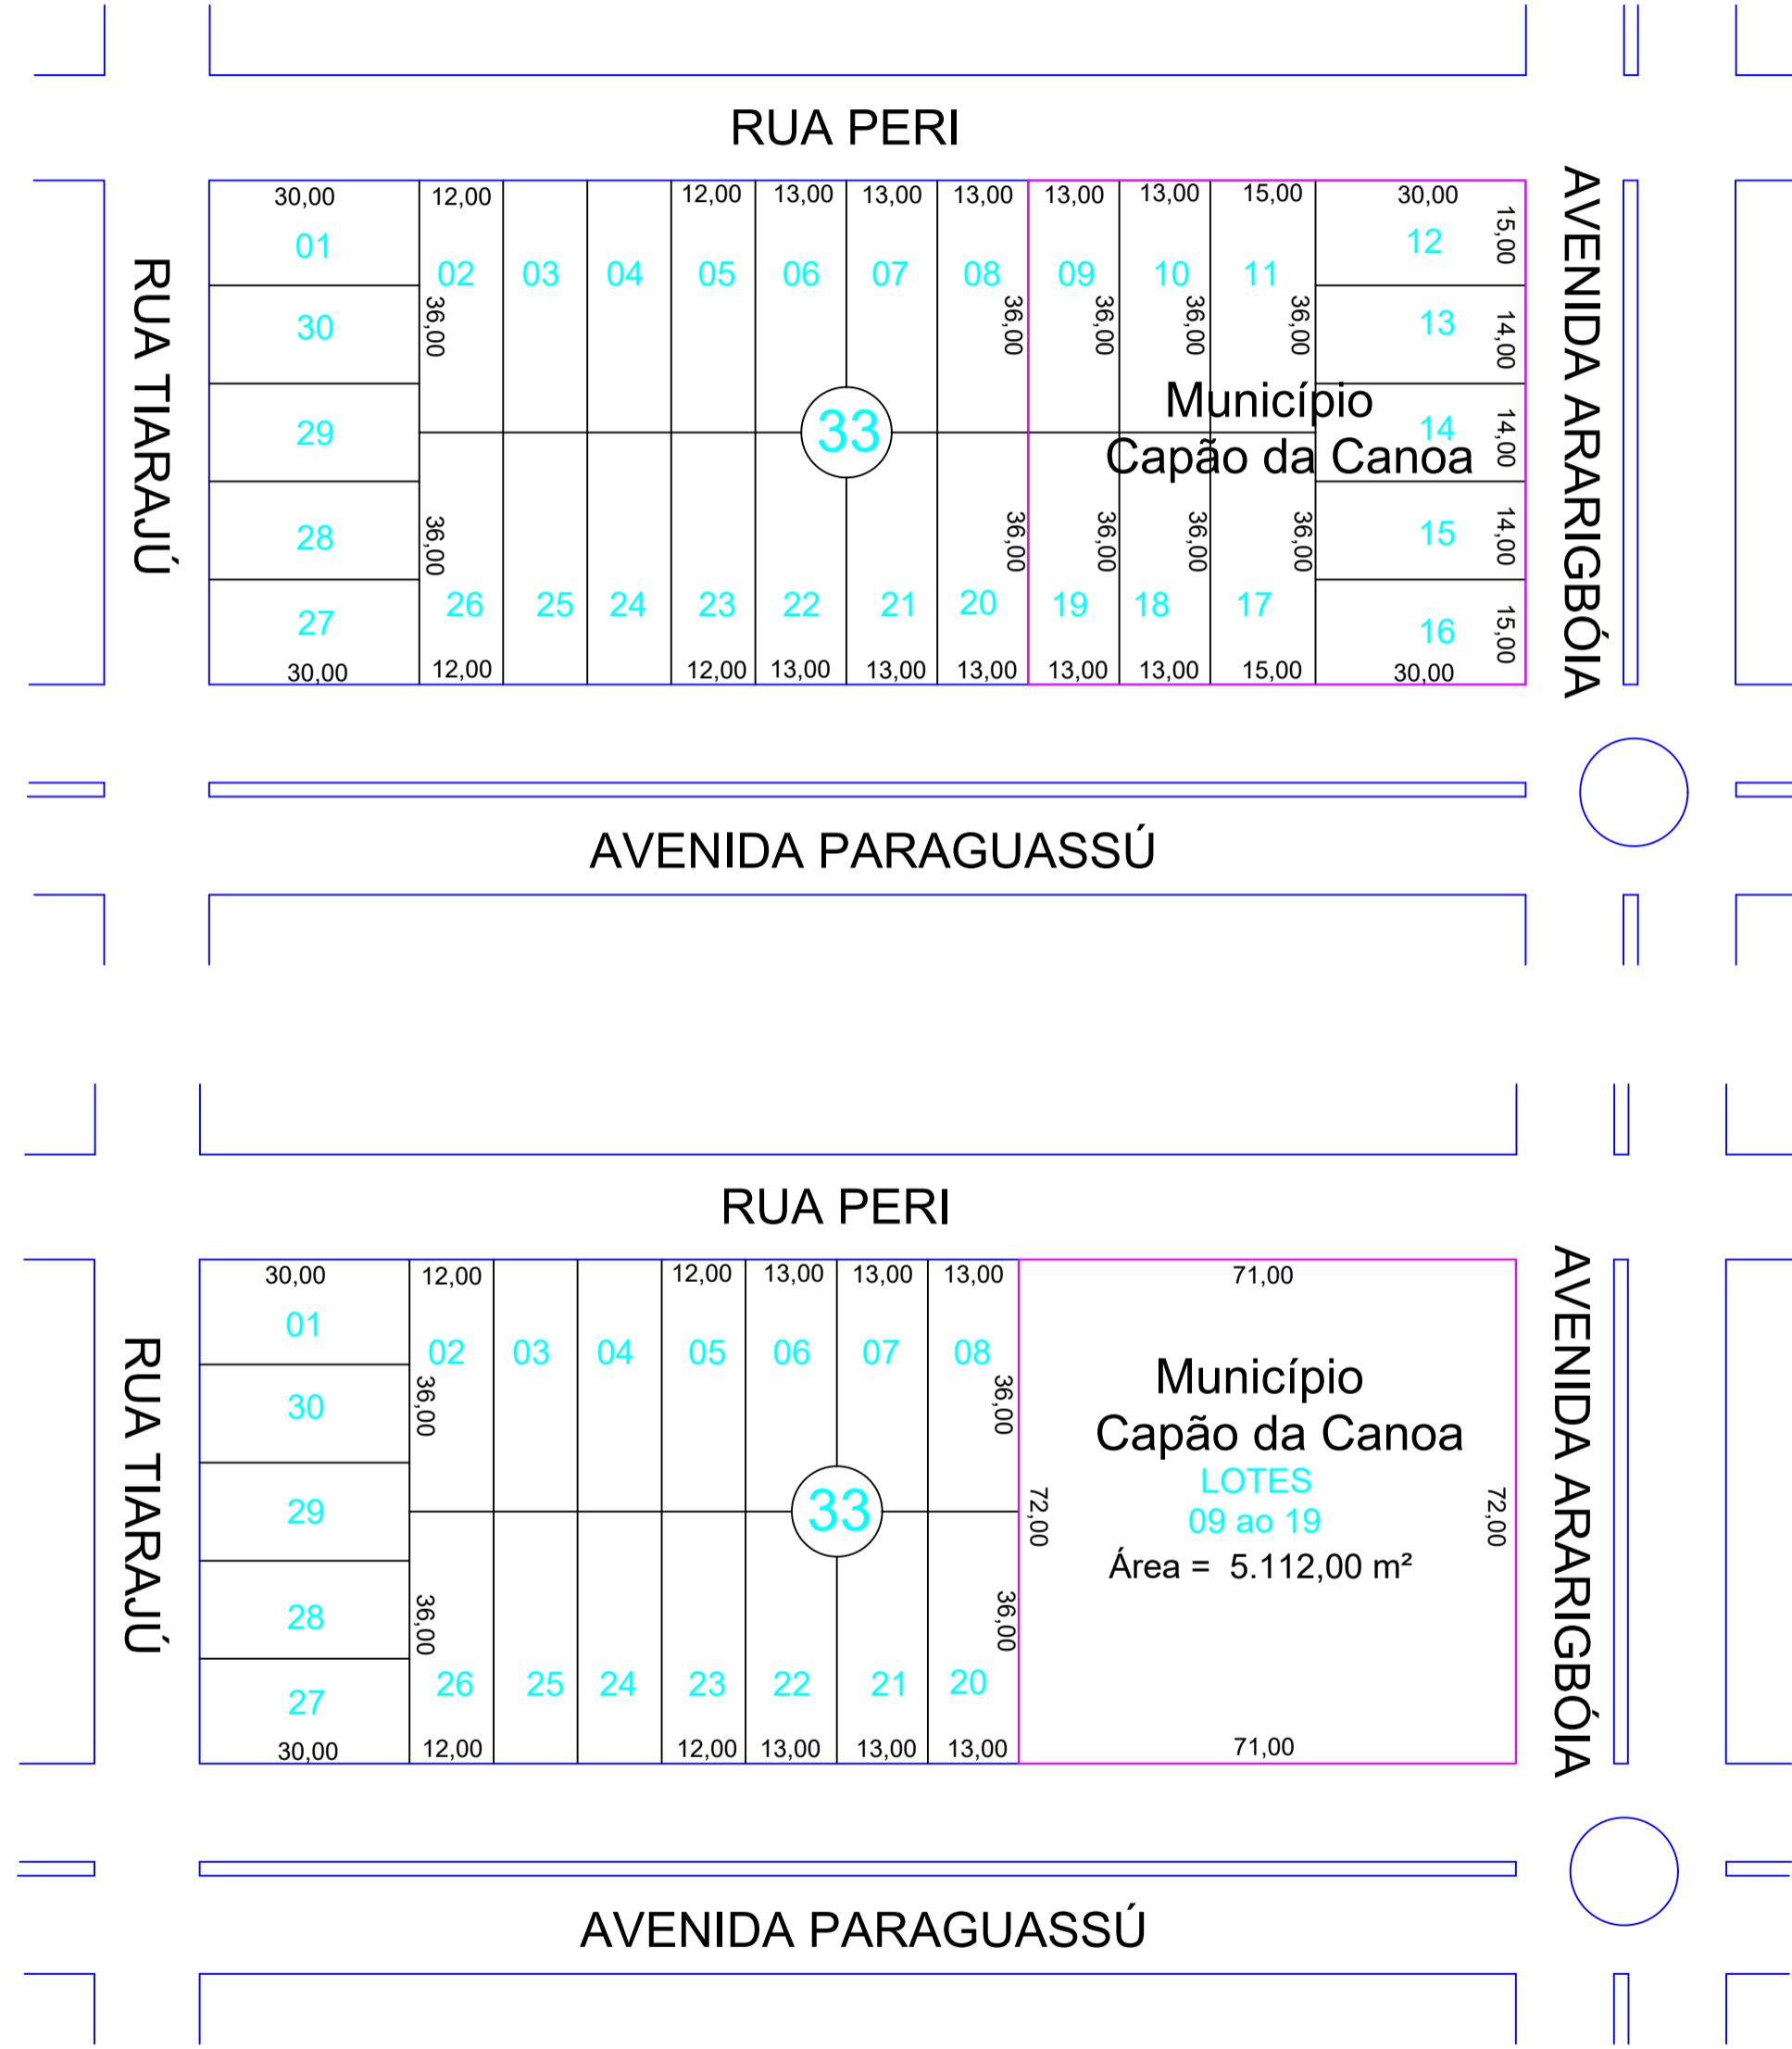 RUA PERI
30,00 12,00 12,00 13,00 13,00 13,00 13,00 13,00 15,00 30,00
01 12 15,00
02 03 04 05 06 07 08 09 10 11
30 36,00 36,00 36,00 36,00 36,00 13 14,00
Município
29 33 14 14,00
Capão da Canoa
28 36,00 36,00 36,00 36,00 36,00 15 14,00
26 25 24 23 22 21 20 19 18 17
27 16 15,00
30,00 12,00 12,00 13,00 13,00 13,00 13,00 13,00 15,00 30,00
RUA TIARAJÚ
AVENIDA ARARIGBÓIA
AVENIDA PARAGUASSÚ
RUA PERI
30,00 12,00 12,00 13,00 13,00 13,00 71,00
01
02 03 04 05 06 07 08
30 36,00 36,00
Município
Capão da Canoa
LOTES
29 33 72,00 09 ao 19 72,00
Área = 5.112,00 m²
28 36,00 36,00
26 25 24 23 22 21 20
27
30,00 12,00 12,00 13,00 13,00 13,00 71,00
RUA TIARAJÚ
AVENIDA ARARIGBÓIA
AVENIDA PARAGUASSÚ